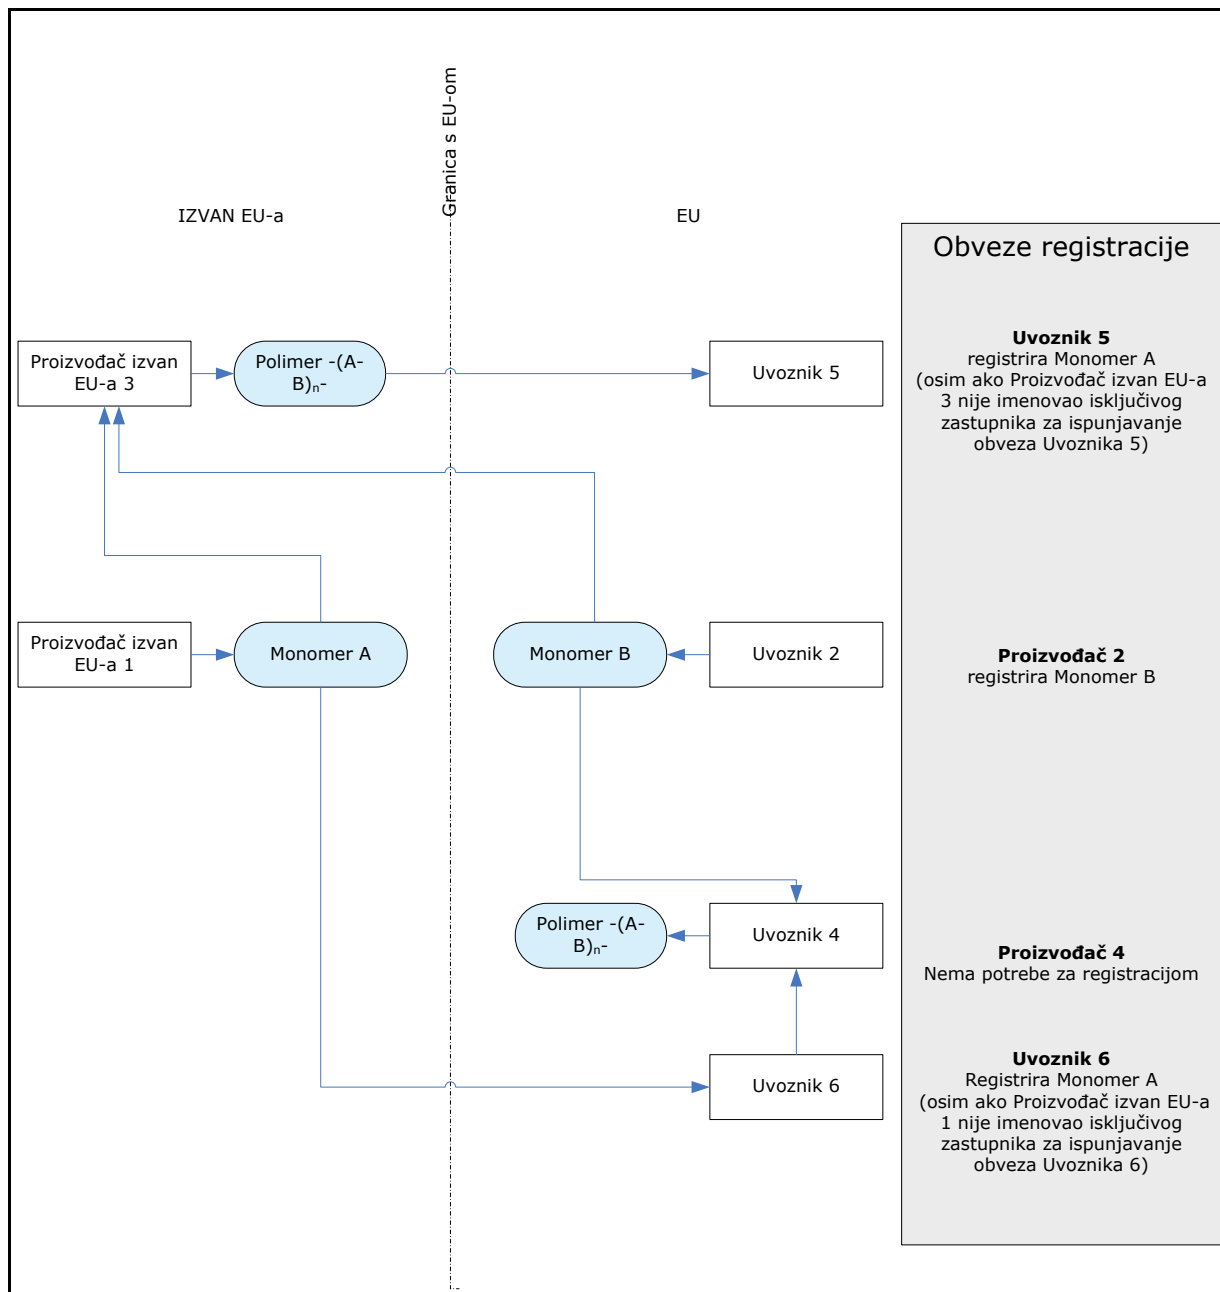 Granica s EU-om
IZVAN EU-a
EU
Obveze registracije
Proizvođač izvan
EU-a 3
Polimer -(A-
B)ₙ-
Uvoznik 5
Uvoznik 5
registrira Monomer A
(osim ako Proizvođač izvan EU-a
3 nije imenovao isključivog
zastupnika za ispunjavanje
obveza Uvoznika 5)
Proizvođač izvan
EU-a 1
Monomer A
Monomer B
Uvoznik 2
Proizvođač 2
registrira Monomer B
Polimer -(A-
B)ₙ-
Uvoznik 4
Proizvođač 4
Nema potrebe za registracijom
Uvoznik 6
Uvoznik 6
Registrira Monomer A
(osim ako Proizvođač izvan EU-a
1 nije imenovao isključivog
zastupnika za ispunjavanje
obveza Uvoznika 6)